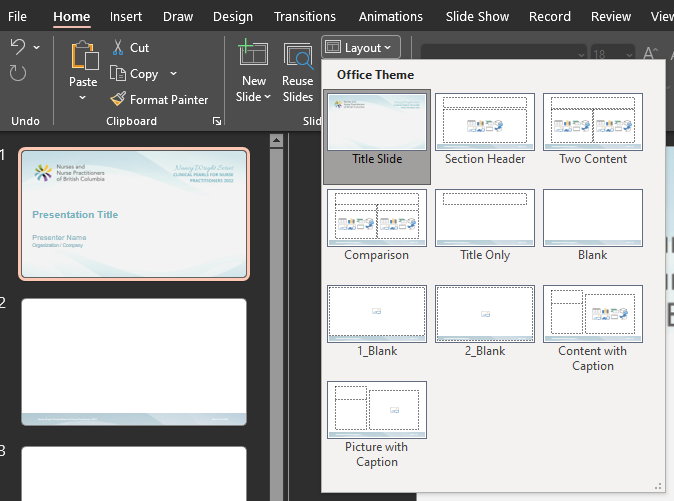 File Home Insert Draw Design Transitions Animations Slide Show Record Review View
Layout
18
Cut
Copy
Format Painter
Paste
New
Slide
Reuse
Slides
Undo
Clipboard
Slid
Office Theme
Title Slide
Section Header
Two Content
Comparison
Title Only
Blank
1_Blank
2_Blank
Content with
Caption
Picture with
Caption
1
Nurses and
Nurse Practitioners
of British Columbia
Nancy Wright Series
CLINICAL PEARLS FOR NURSE
PRACTITIONERS 2022
Presentation Title
Presenter Name
Organization / Company
2
3